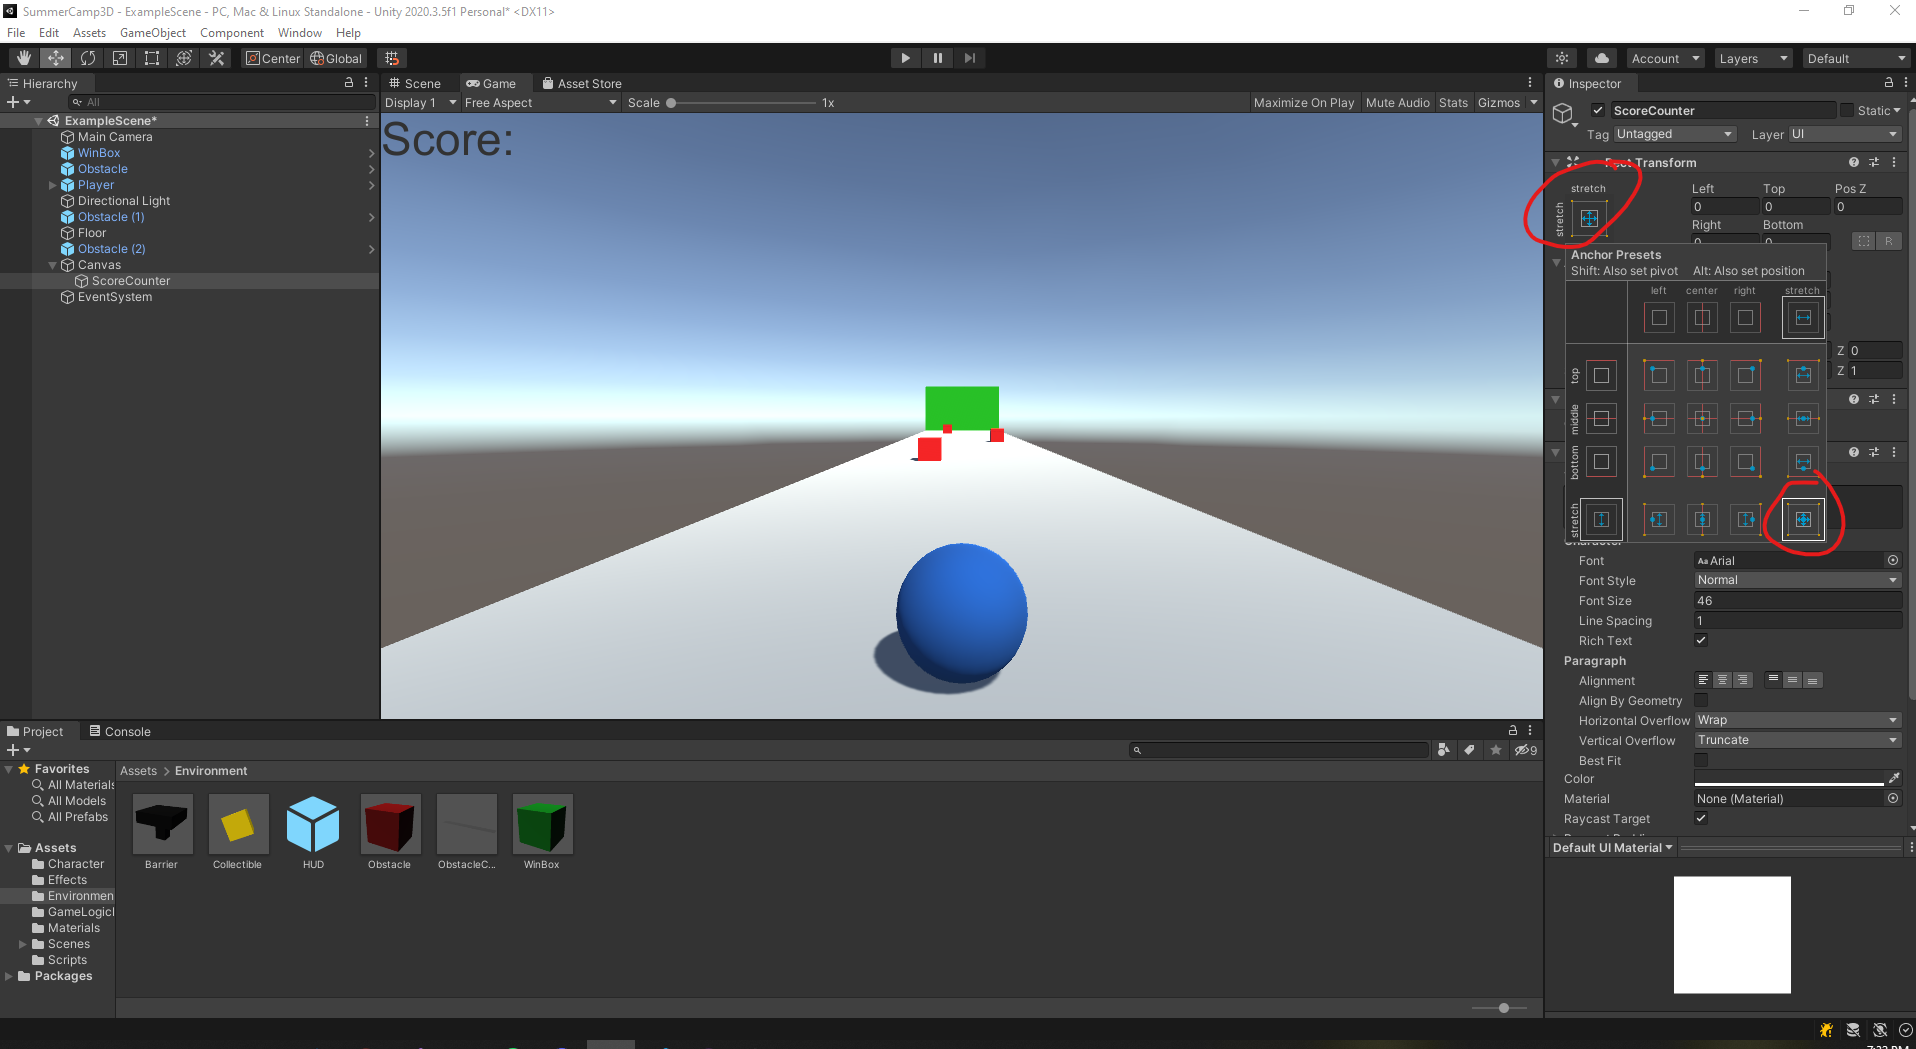 SummerCamp3D - ExampleScene - PC, Mac & Linux Standalone - Unity 2020.3.5f1 Personal* <DX11>
File Edit Assets GameObject Component Window Help
Center Global Account Layers Default
Hierarchy
All
ExampleScene*
Main Camera
WinBox
Obstacle
Player
Directional Light
Obstacle (1)
Floor
Obstacle (2)
Canvas
ScoreCounter
EventSystem
Scene Game Asset Store
Display 1 Free Aspect Scale 1x Maximize On Play Mute Audio Stats Gizmos
Score:
Inspector
ScoreCounter Static
Tag Untagged Layer UI
Rect Transform
stretch Left Top Pos Z
stretch 0 0 0
Right Bottom
R
Anchor Presets
Shift: Also set pivot Alt: Also set position
left center right stretch
top
middle
bottom
stretch
Z 0
Z 1
Font Arial
Font Style Normal
Font Size 46
Line Spacing 1
Rich Text
Paragraph
Alignment
Align By Geometry
Horizontal Overflow Wrap
Vertical Overflow Truncate
Best Fit
Color
Material None (Material)
Raycast Target
Default UI Material
Project Console
9
Favorites
All Materials
All Models
All Prefabs
Assets
Character
Effects
Environmen
GameLogic
Materials
Scenes
Scripts
Packages
Assets > Environment
Barrier Collectible HUD Obstacle ObstacleC... WinBox